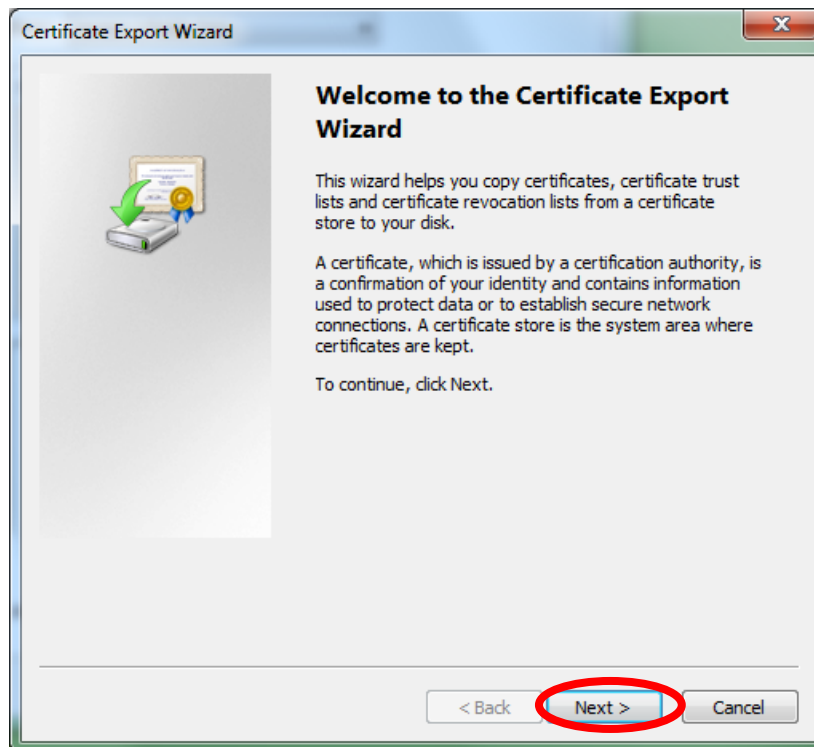 Certificate Export Wizard
Welcome to the Certificate Export
Wizard
This wizard helps you copy certificates, certificate trust
lists and certificate revocation lists from a certificate
store to your disk.
A certificate, which is issued by a certification authority, is
a confirmation of your identity and contains information
used to protect data or to establish secure network
connections. A certificate store is the system area where
certificates are kept.
To continue, click Next.
< Back Next > Cancel